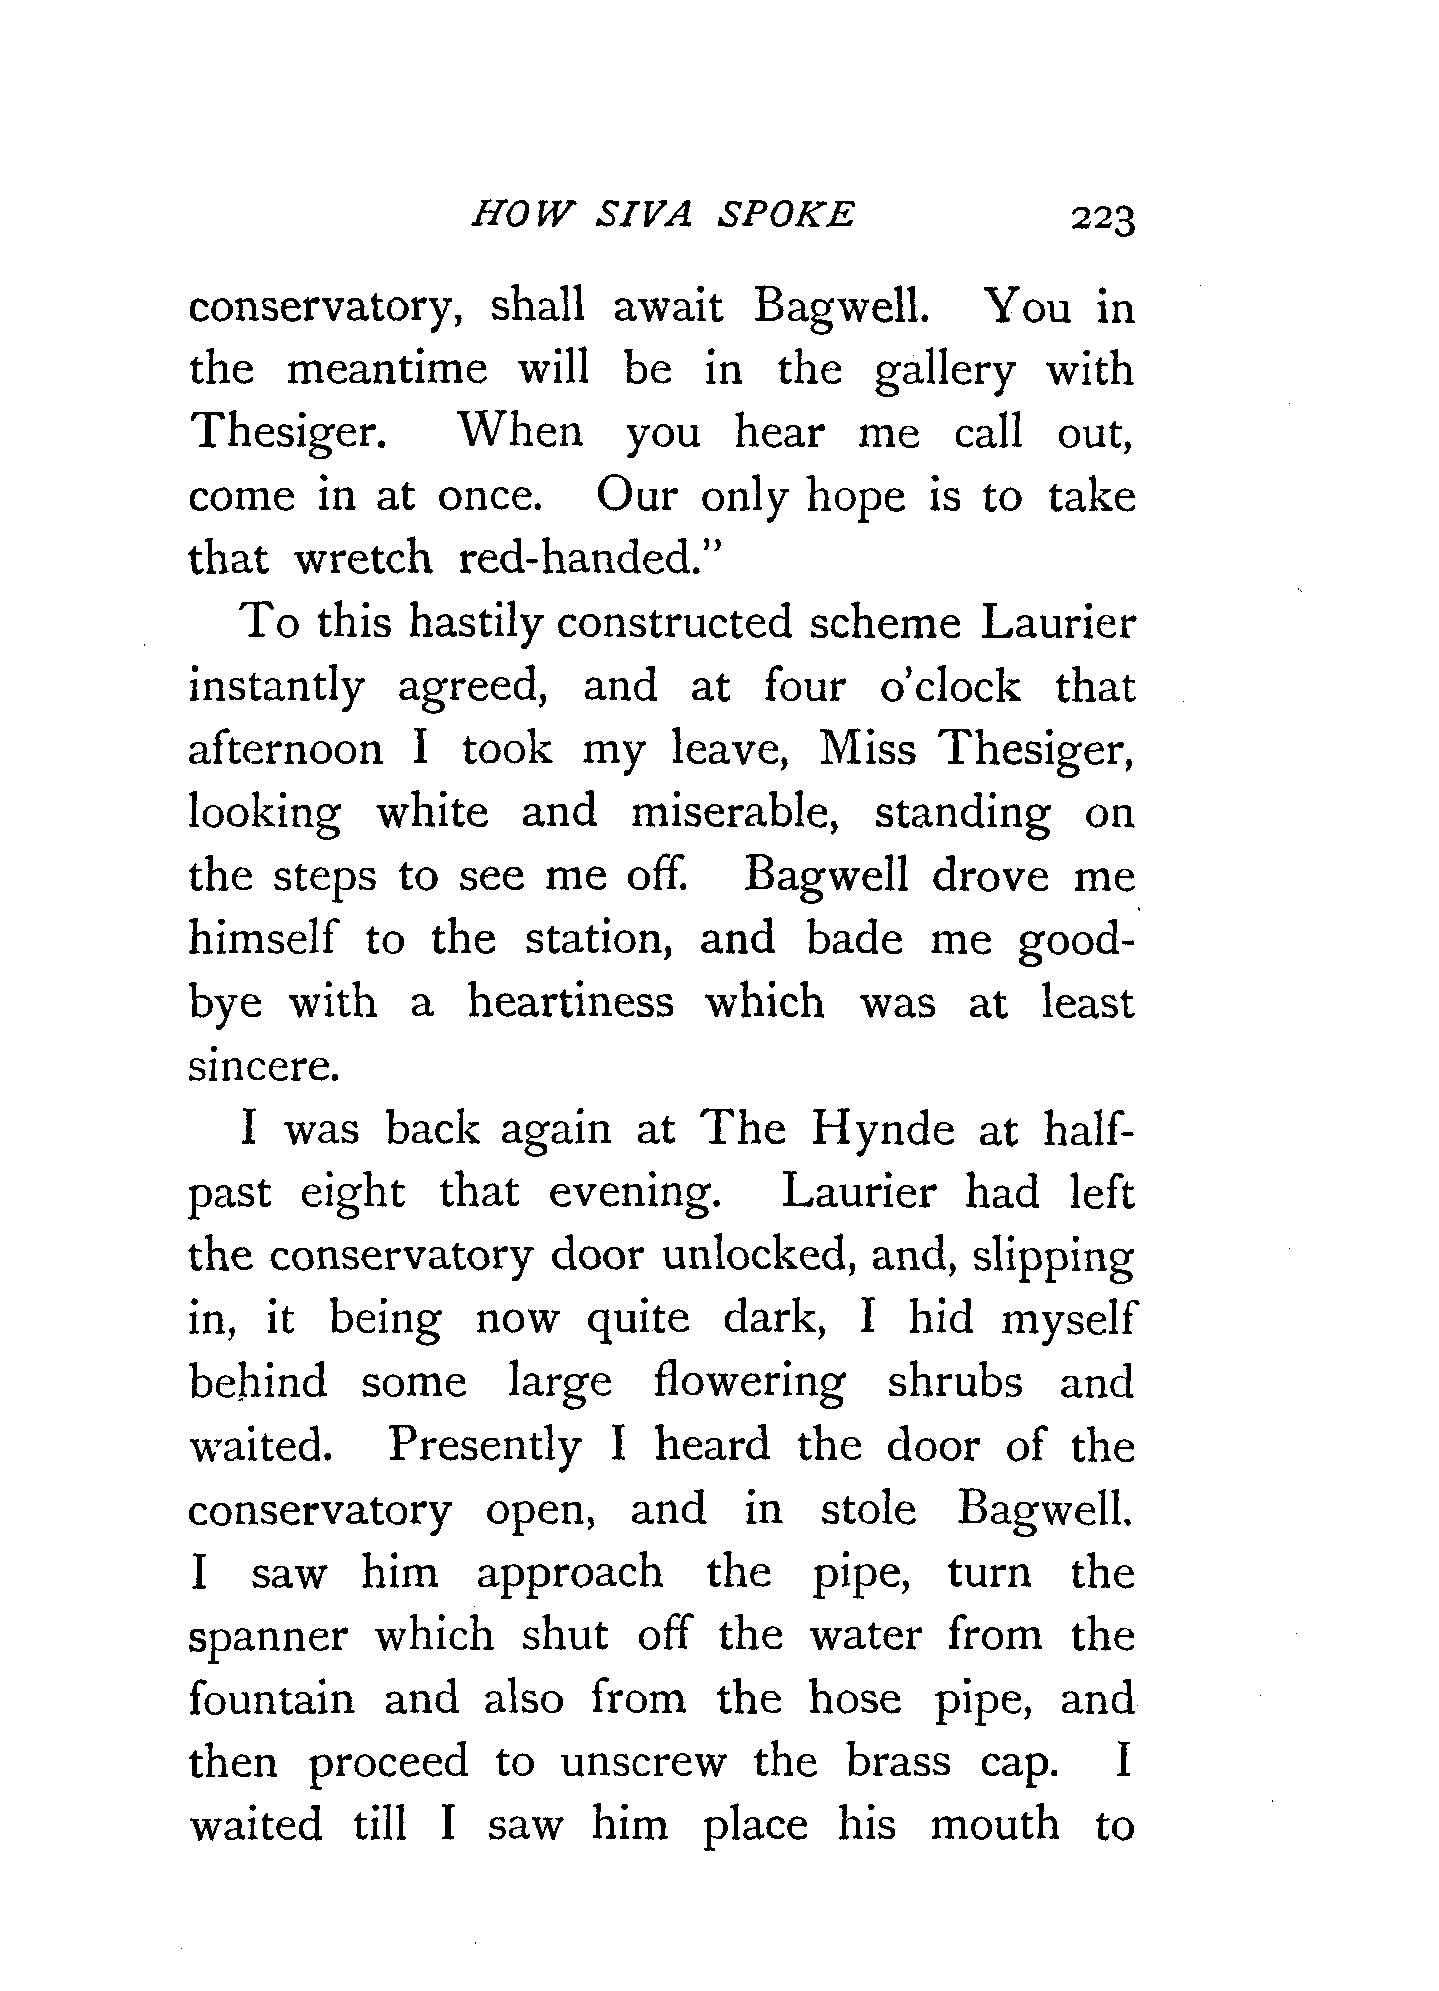 HOW SIVA SPOKE 223
conservatory, shall await Bagwell. You in
the meantime will be in the gallery with
Thesiger. When you hear me call out,
come in at once. Our only hope is to take
that wretch red-handed."
To this hastily constructed scheme Laurier
instantly agreed, and at four o'clock that
afternoon I took my leave, Miss Thesiger,
looking white and miserable, standing on
the steps to see me off. Bagwell drove me
himself to the station, and bade me good-
bye with a heartiness which was at least
sincere.
I was back again at The Hynde at half-
past eight that evening. Laurier had left
the conservatory door unlocked, and, slipping
in, it being now quite dark, I hid myself
behind some large flowering shrubs and
waited. Presently I heard the door of the
conservatory open, and in stole Bagwell.
I saw him approach the pipe, turn the
spanner which shut off the water from the
fountain and also from the hose pipe, and
then proceed to unscrew the brass cap. I
waited till I saw him place his mouth to